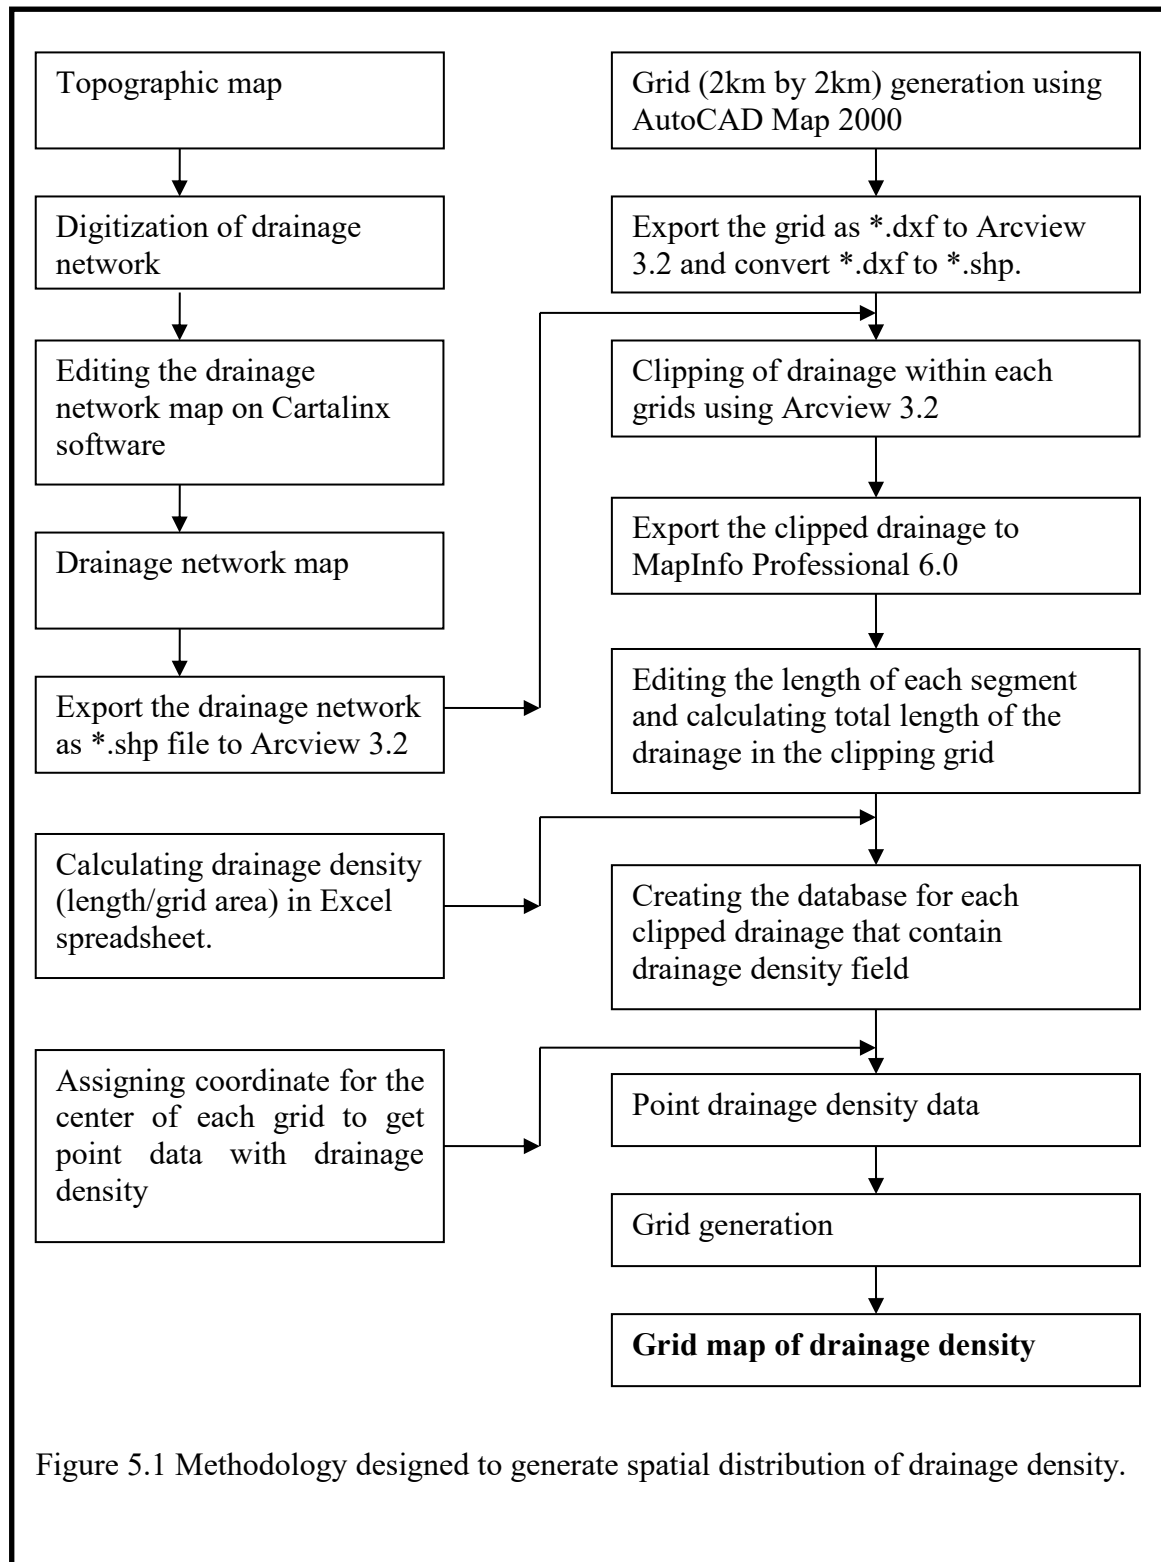 Topographic map
Digitization of drainage
network
Editing the drainage
network map on Cartalinx
software
Drainage network map
Export the drainage network
as *.shp file to Arcview 3.2
Calculating drainage density
(length/grid area) in Excel
spreadsheet.
Assigning coordinate for the
center of each grid to get
point data with drainage
density
Grid (2km by 2km) generation using
AutoCAD Map 2000
Export the grid as *.dxf to Arcview
3.2 and convert *.dxf to *.shp.
Clipping of drainage within each
grids using Arcview 3.2
Export the clipped drainage to
MapInfo Professional 6.0
Editing the length of each segment
and calculating total length of the
drainage in the clipping grid
Creating the database for each
clipped drainage that contain
drainage density field
Point drainage density data
Grid generation
Grid map of drainage density
Figure 5.1 Methodology designed to generate spatial distribution of drainage density.